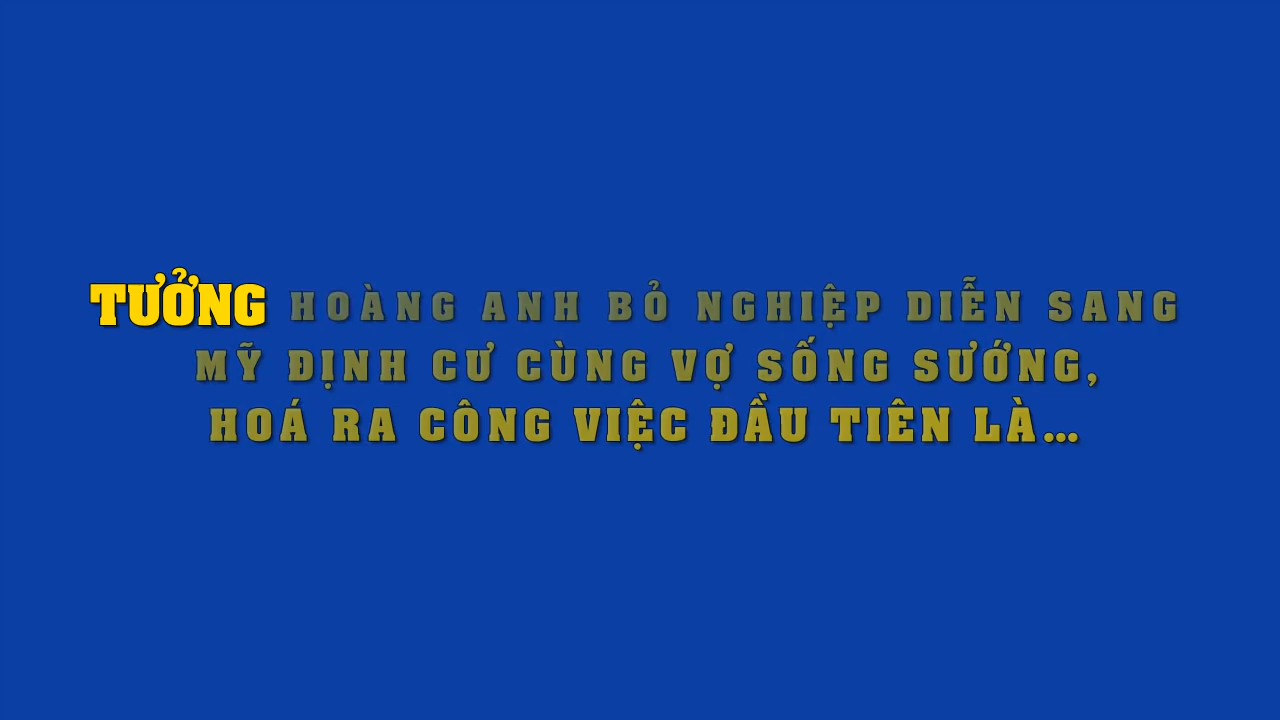 TƯỞNG HOÀNG ANH BỎ NGHIỆP DIỄN SANG
MỸ ĐỊNH CƯ CÙNG VỢ SỐNG SƯỚNG,
HOÁ RA CÔNG VIỆC ĐẦU TIÊN LÀ...